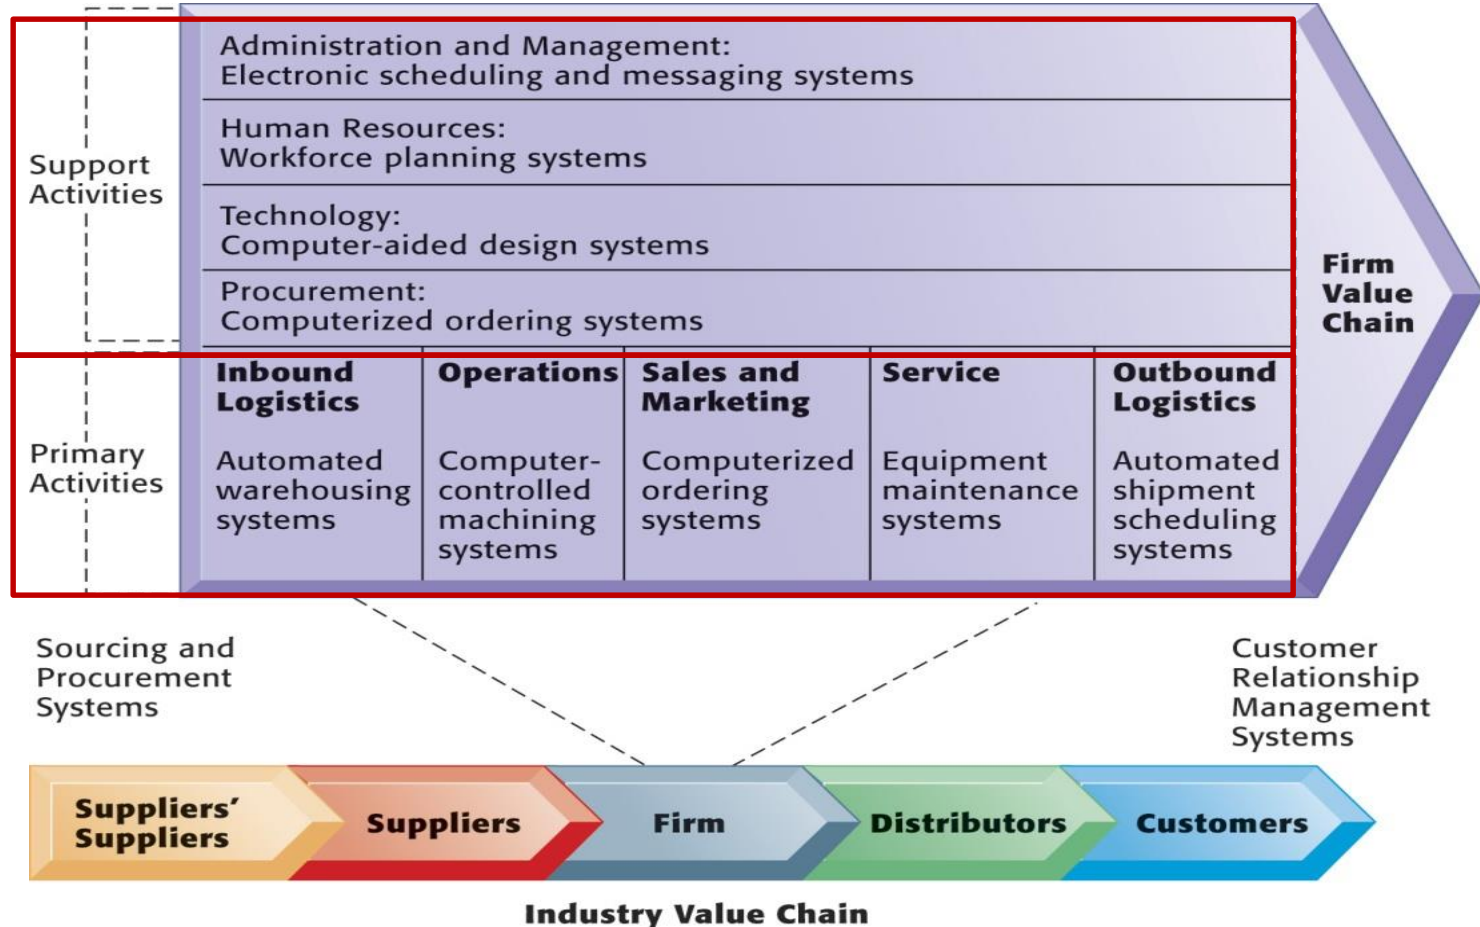 Administration and Management:
Electronic scheduling and messaging systems
Human Resources:
Workforce planning systems
Support
Activities
Technology:
Computer-aided design systems
Procurement:
Computerized ordering systems
Firm
Value
Chain
Primary
Activities
Inbound
Logistics
Automated
warehousing
systems
Operations
Computer-
controlled
machining
systems
Sales and
Marketing
Computerized
ordering
systems
Service
Equipment
maintenance
systems
Outbound
Logistics
Automated
shipment
scheduling
systems
Sourcing and
Procurement
Systems
Customer
Relationship
Management
Systems
Suppliers’
Suppliers
Suppliers
Firm
Distributors
Customers
Industry Value Chain